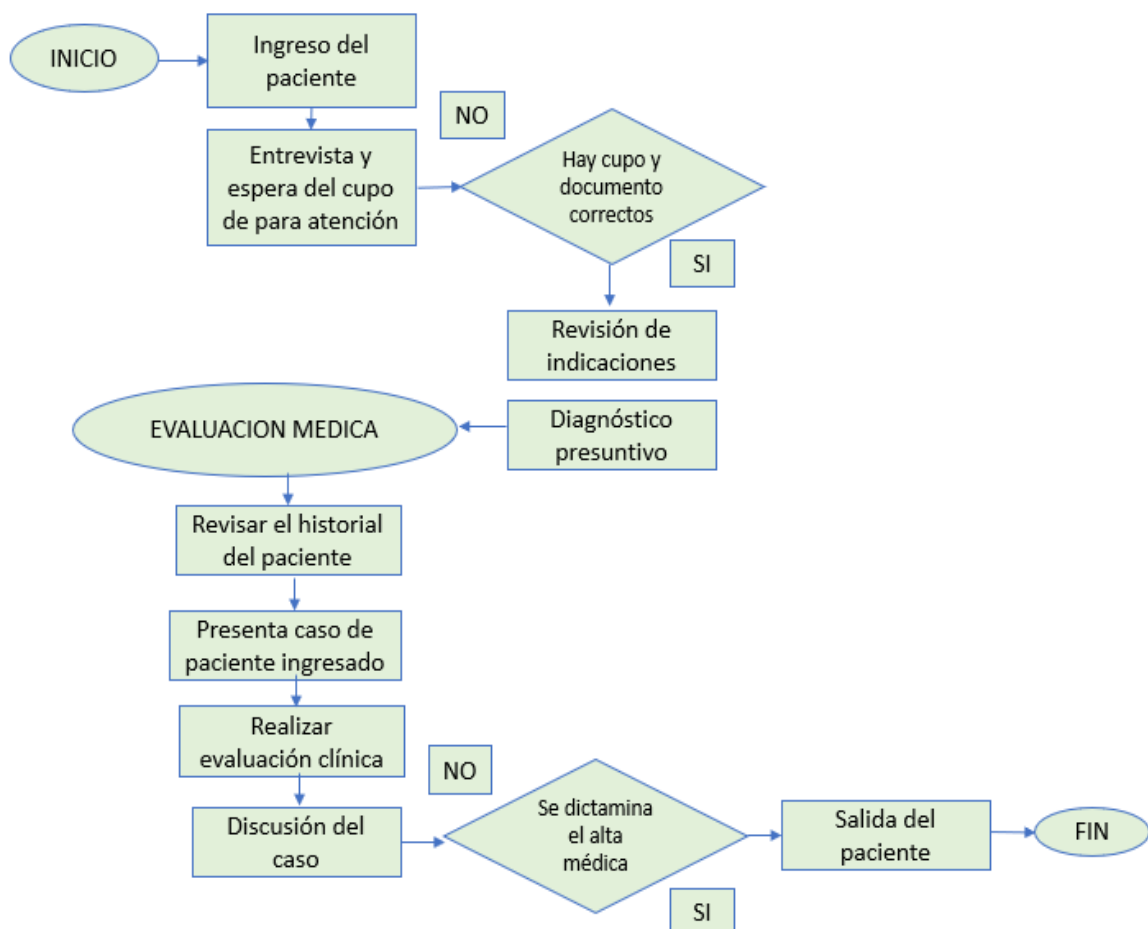 INICIO
Ingreso del
paciente
NO
Entrevista y
espera del cupo
de para atención
Hay cupo y
documento
correctos
SI
Revisión de
indicaciones
Diagnóstico
presuntivo
EVALUACION MEDICA
Revisar el historial
del paciente
Presenta caso de
paciente ingresado
Realizar
evaluación clínica
NO
Discusión del
caso
Se dictamina
el alta
médica
SI
Salida del
paciente
FIN